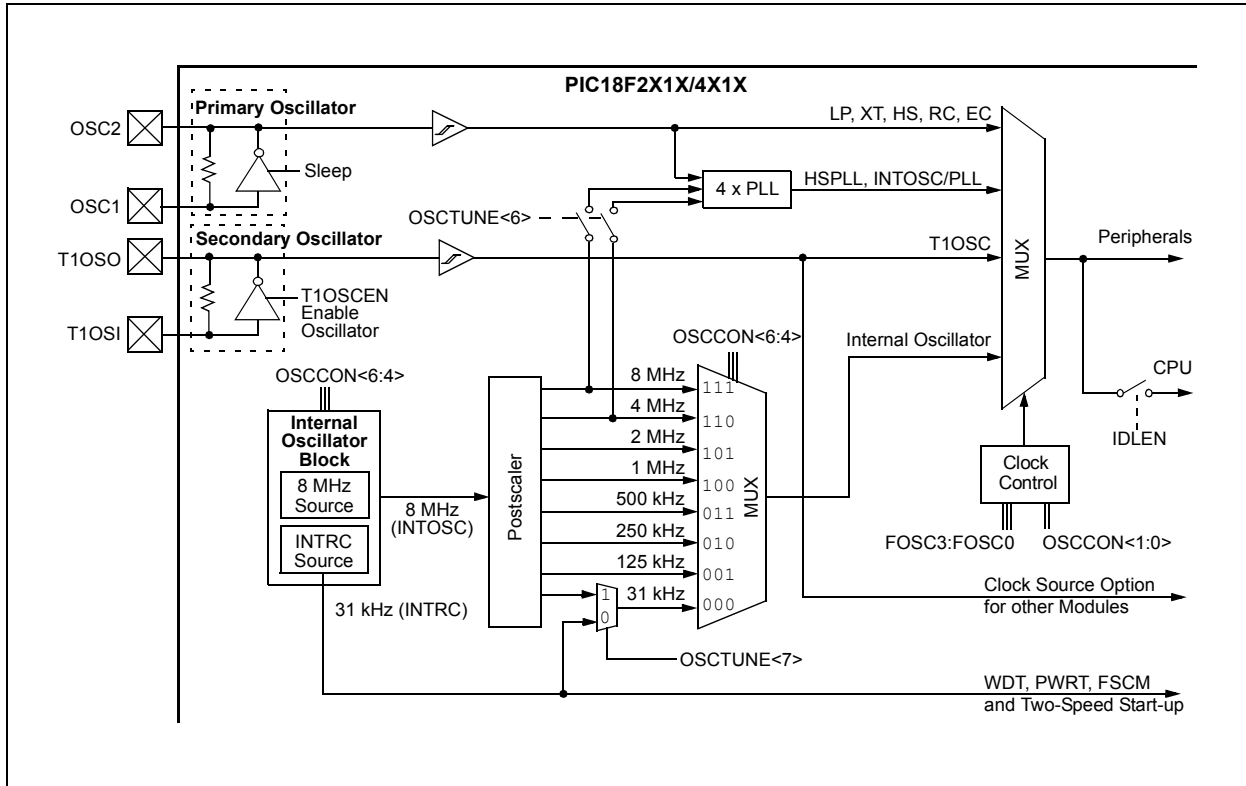 PIC18F2X1X/4X1X
Primary Oscillator
LP, XT, HS, RC, EC
OSC2
Sleep
4 x PLL
HSPLL, INTOSC/PLL
OSC1
OSCTUNE<6>
Secondary Oscillator
T1OSO
T1OSC
MUX
Peripherals
T1OSCEN
Enable
Oscillator
T1OSI
OSCCON<6:4>
Internal Oscillator
OSCCON<6:4>
CPU
IDLEN
Internal
Oscillator
Block
8 MHz
Source
INTRC
Source
8 MHz
(INTOSC)
31 kHz (INTRC)
Postscaler
8 MHz
111
4 MHz
110
2 MHz
101
1 MHz
100
500 kHz
011
250 kHz
010
125 kHz
001
31 kHz
000
1
0
MUX
OSCTUNE<7>
Clock
Control
FOSC3:FOSC0
OSCCON<1:0>
Clock Source Option
for other Modules
WDT, PWRT, FSCM
and Two-Speed Start-up